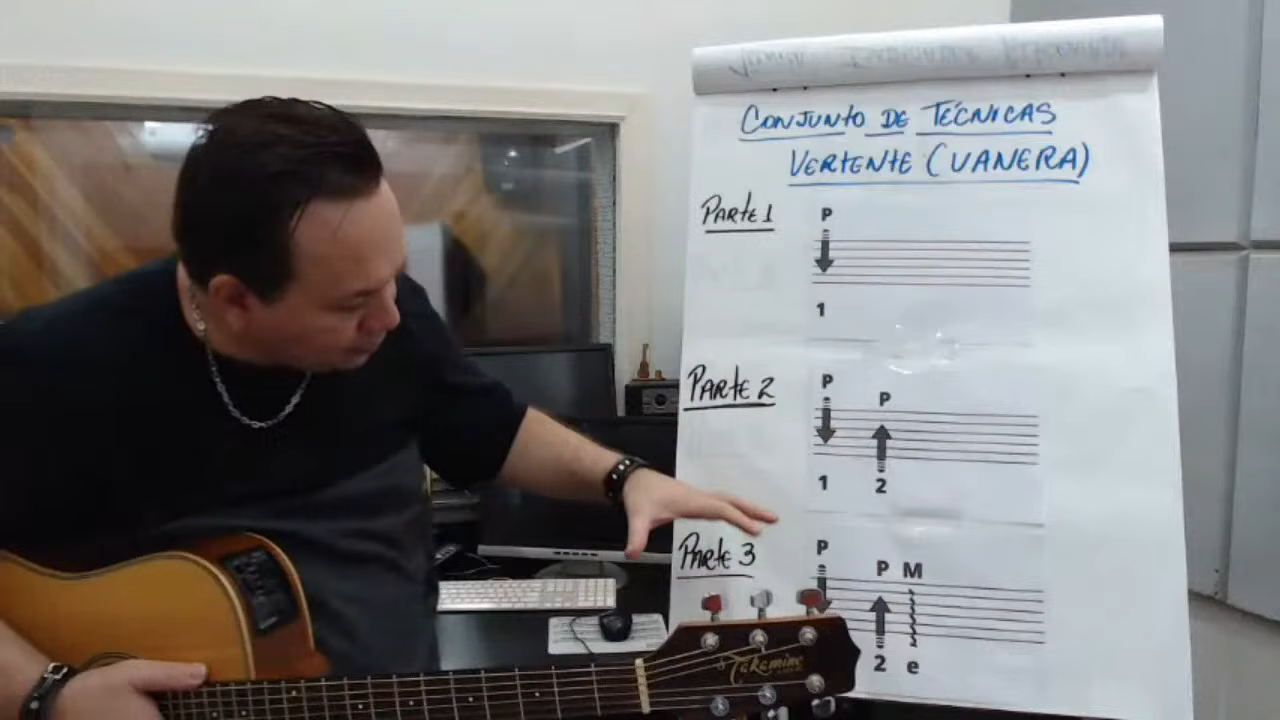 CONJUNTO DE TÉCNICAS
VERTENTE (VANERA)
PARTE 1
P
1
PARTE 2
P
P
1 2
PARTE 3
P
P M
2 e
Takamine